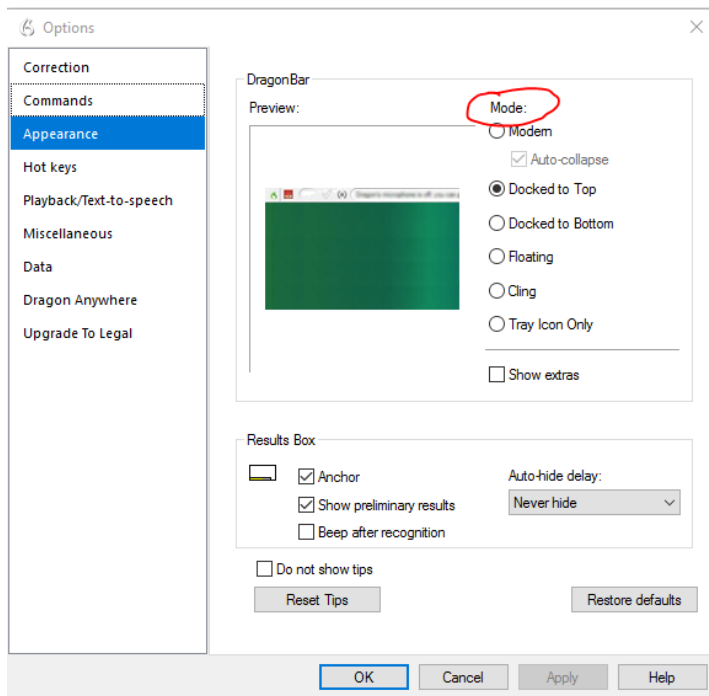 Options
Correction
Commands
Appearance
Hot keys
Playback/Text-to-speech
Miscellaneous
Data
Dragon Anywhere
Upgrade To Legal
DragonBar
Preview:
Mode:
Modern
Auto-collapse
Docked to Top
Docked to Bottom
Floating
Cling
Tray Icon Only
Show extras
Results Box
Anchor
Show preliminary results
Beep after recognition
Auto-hide delay:
Never hide
Do not show tips
Reset Tips
Restore defaults
OK
Cancel
Apply
Help